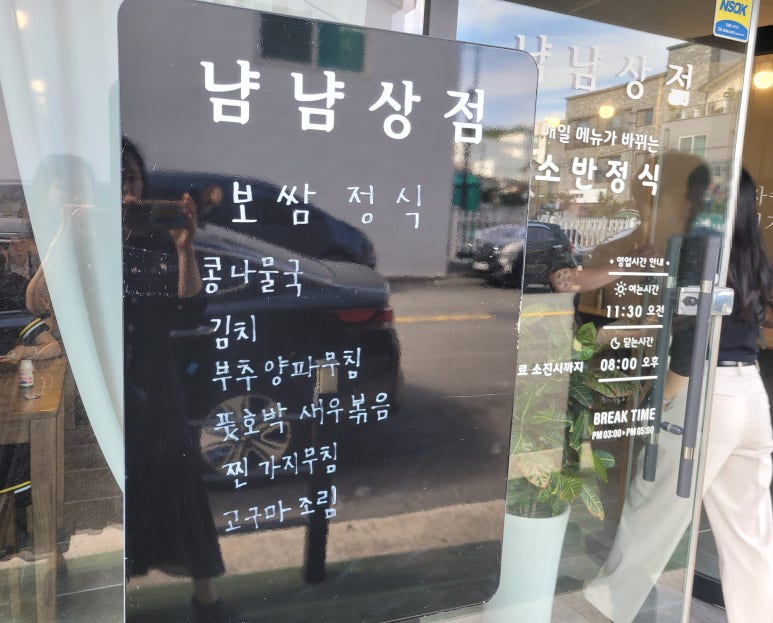 냠냠상점
보쌈 정식
콩나물국
김치
부추양파무침
풋호박 새우볶음
찐 가지무침
고구마 조림
NSOK
냠냠상점
매일 메뉴가 바뀌는
소반정식
• 영업시간 안내 •
여는시간
11:30 오전
닫는시간
료 소진시까지 08:00 오후
BREAK TIME
PM 03:00~PM 05:00